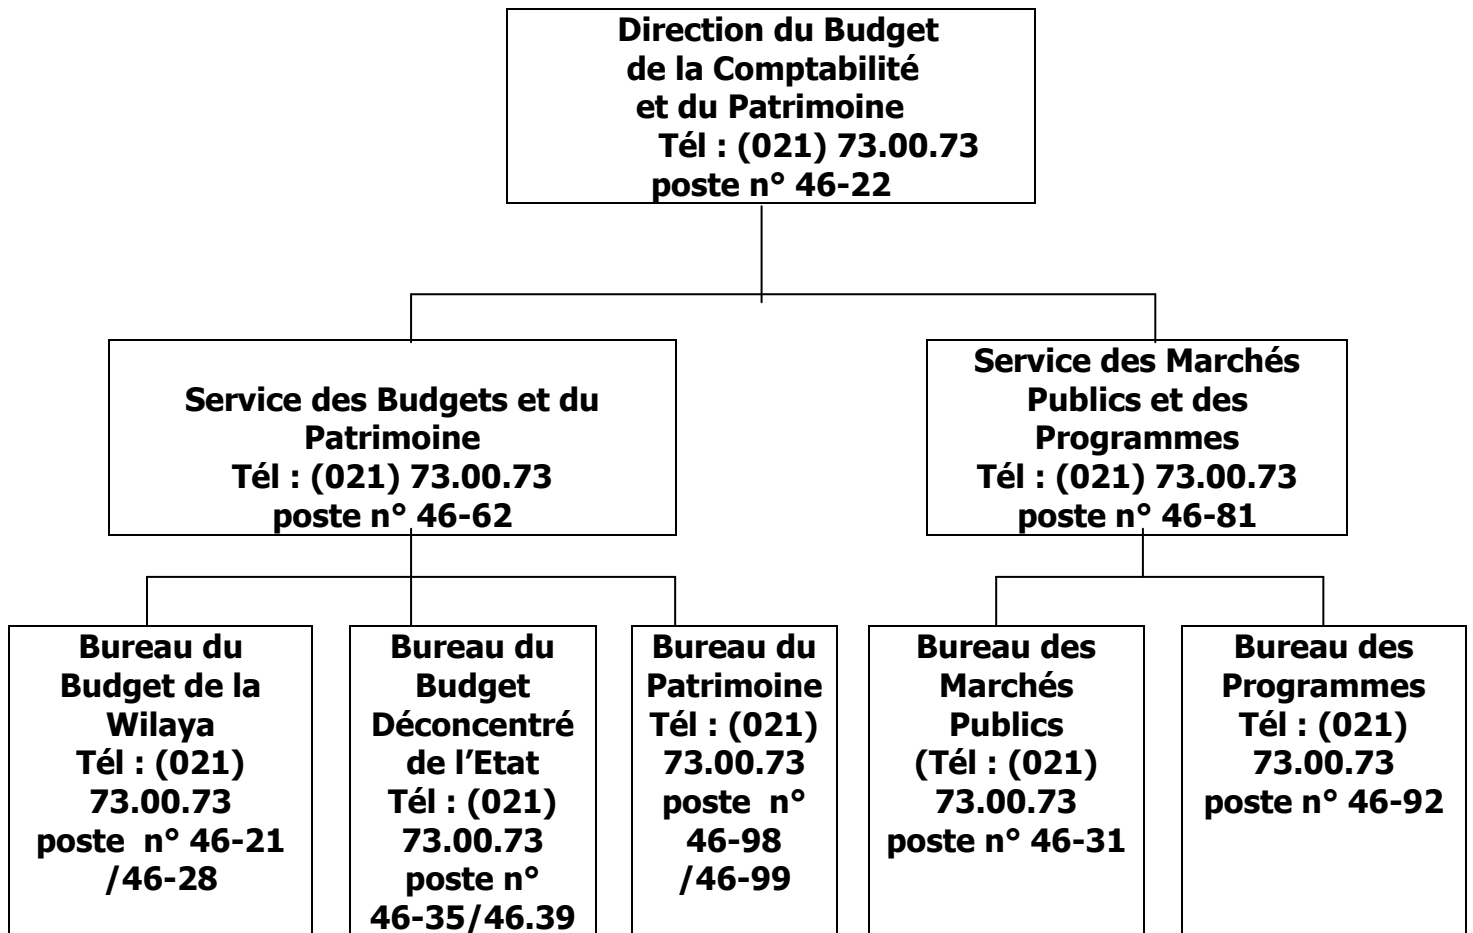 Direction du Budget
de la Comptabilité
et du Patrimoine
Tél : (021) 73.00.73
poste n° 46-22
Service des Budgets et du
Patrimoine
Tél : (021) 73.00.73
poste n° 46-62
Service des Marchés
Publics et des
Programmes
Tél : (021) 73.00.73
poste n° 46-81
Bureau du
Budget de la
Wilaya
Tél : (021)
73.00.73
poste n° 46-21
/46-28
Bureau du
Budget
Déconcentré
de l’Etat
Tél : (021)
73.00.73
poste n°
46-35/46.39
Bureau du
Patrimoine
Tél : (021)
73.00.73
poste n°
46-98
/46-99
Bureau des
Marchés
Publics
(Tél : (021)
73.00.73
poste n° 46-31
Bureau des
Programmes
Tél : (021)
73.00.73
poste n° 46-92